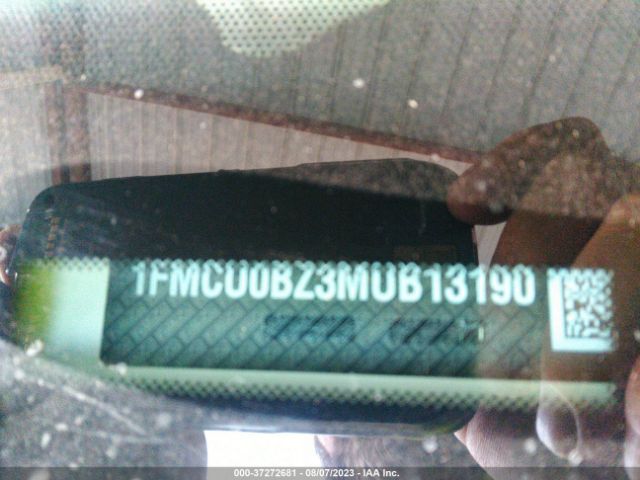 1FMCU0BZ3MUB13190
000-37272681 - 08/07/2023 - IAA Inc.